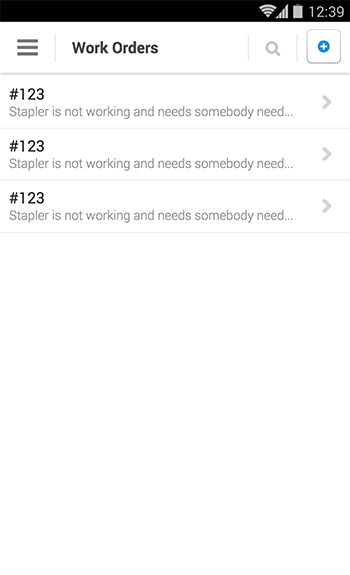 12:39
Work Orders
#123
Stapler is not working and needs somebody need...
#123
Stapler is not working and needs somebody need...
#123
Stapler is not working and needs somebody need...